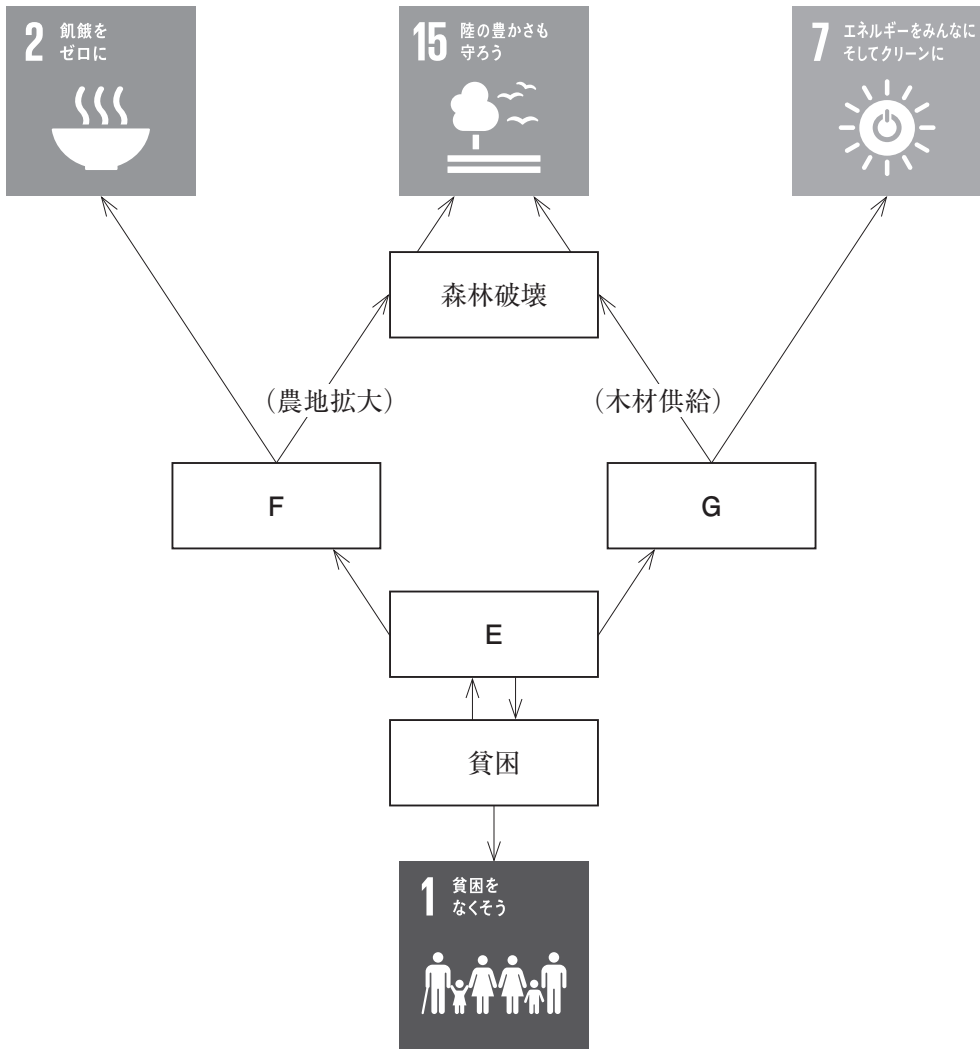 2 飢餓を
ゼロに
15 陸の豊かさも
守ろう
7 エネルギーをみんなに
そしてクリーンに
森林破壊
（農地拡大）
（木材供給）
F
G
E
貧困
1 貧困を
なくそう